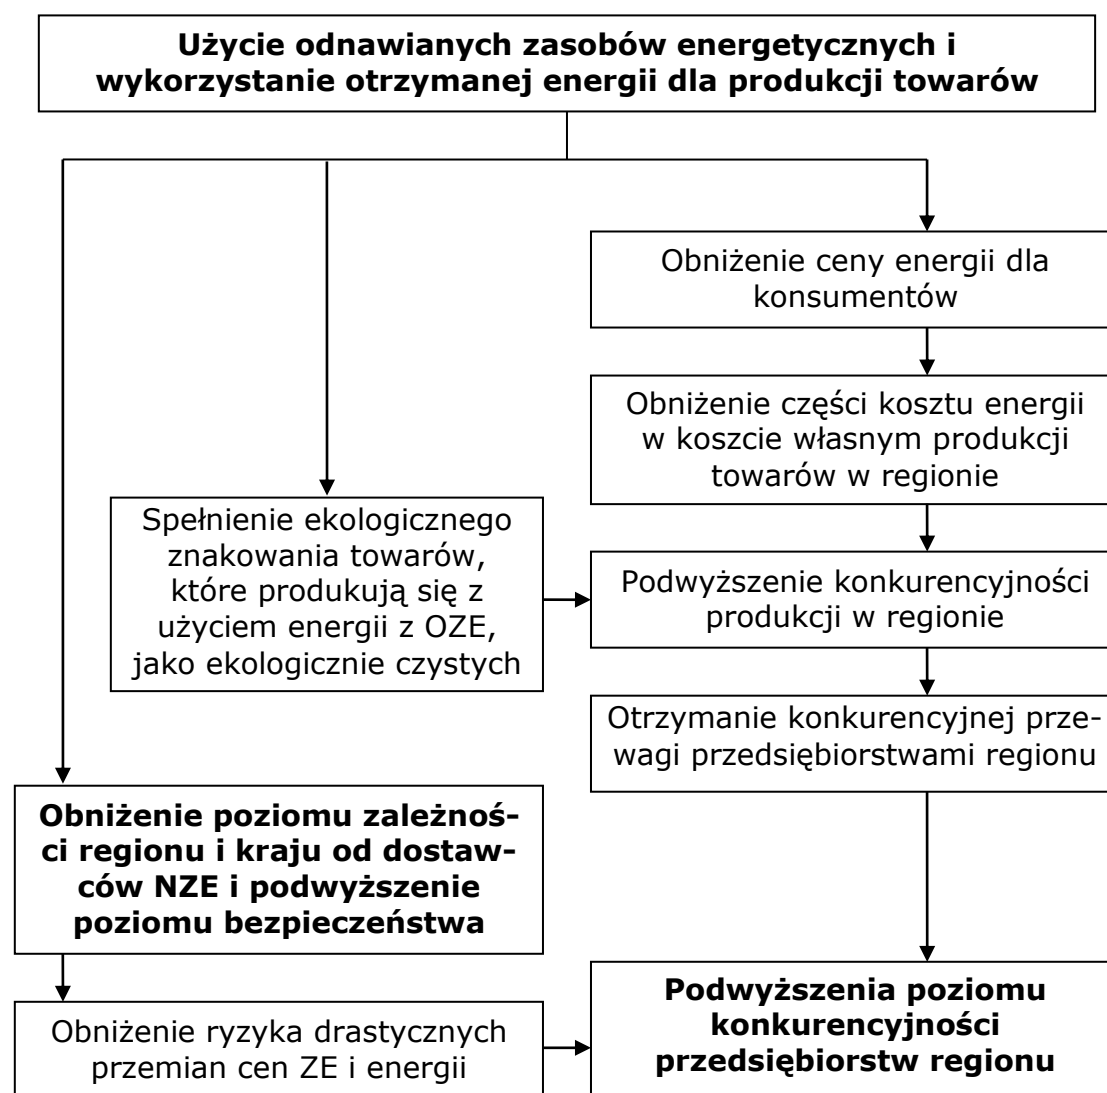 Użycie odnawianych zasobów energetycznych i
wykorzystanie otrzymanej energii dla produkcji towarów
Obniżenie ceny energii dla
konsumentów
Obniżenie części kosztu energii
w koszcie własnym produkcji
towarów w regionie
Spełnienie ekologicznego
znakowania towarów,
które produkują się z
użyciem energii z OZE,
jako ekologicznie czystych
Podwyższenie konkurencyjności
produkcji w regionie
Otrzymanie konkurencyjnej prze-
wagi przedsiębiorstwami regionu
Obniżenie poziomu zależnoś-
ci regionu i kraju od dostaw-
ców NZE i podwyższenie
poziomu bezpieczeństwa
Obniżenie ryzyka drastycznych
przemian cen ZE i energii
Podwyższenia poziomu
konkurencyjności
przedsiębiorstw regionu